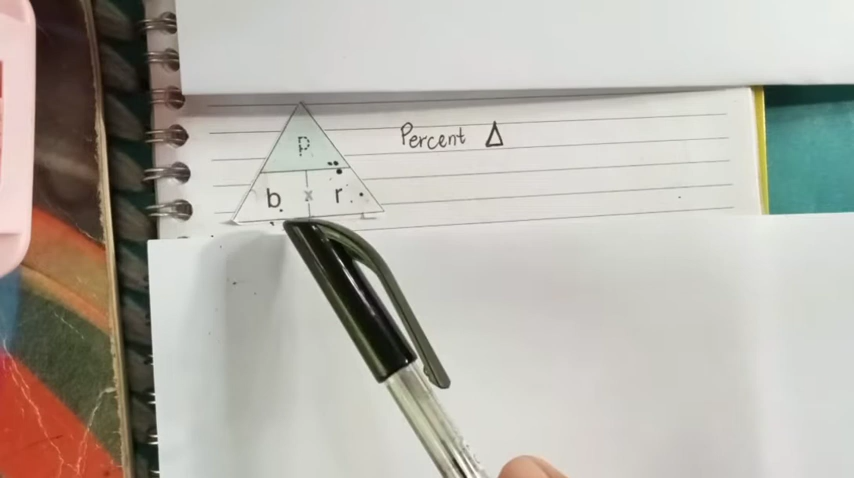 P
Percent Δ
b x r